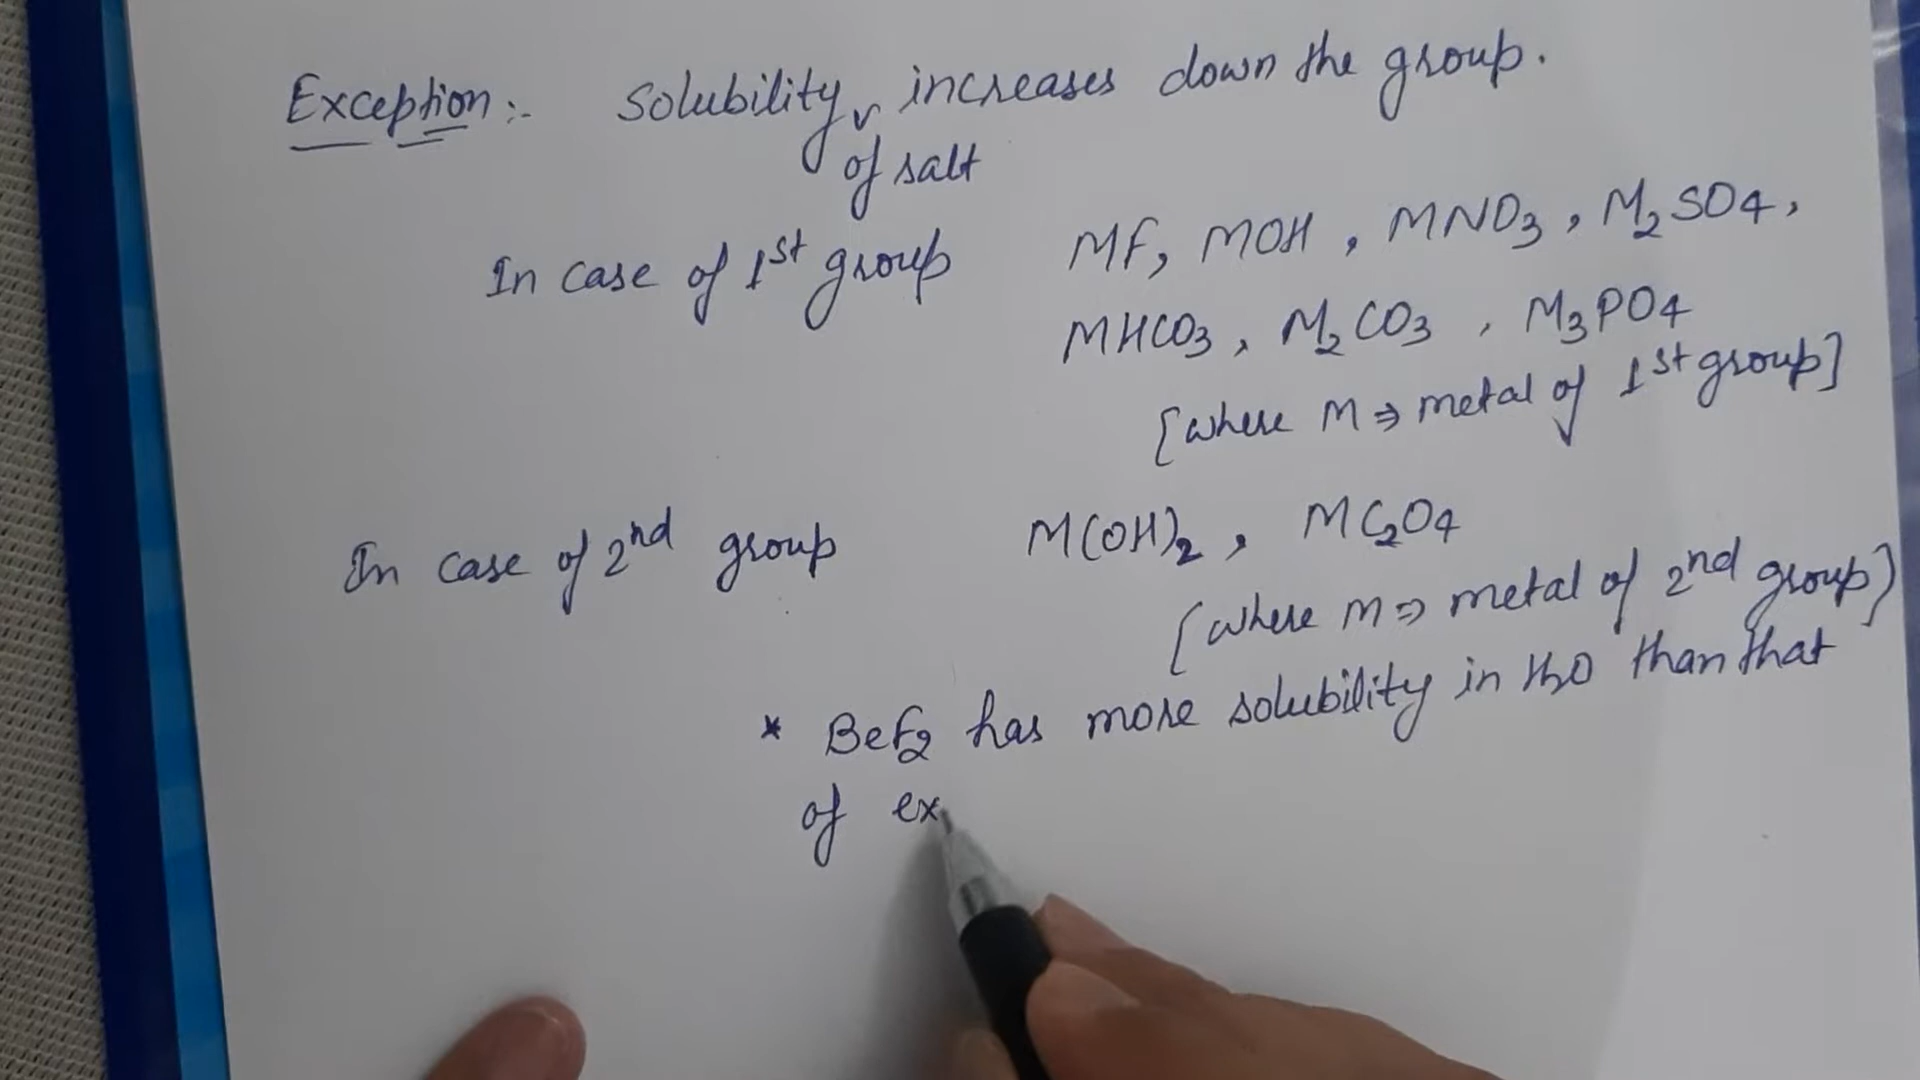 Exception :- Solubility increases down the group.
of salt
In case of 1st group MF, MOH, MNO3, M2SO4,
MHCO3, M2CO3, M3PO4
[where M ⇒ metal of 1st group]
In case of 2nd group M(OH)2, MC2O4
[where M ⇒ metal of 2nd group]
* BeF2 has more solubility in H2O than that
of ex